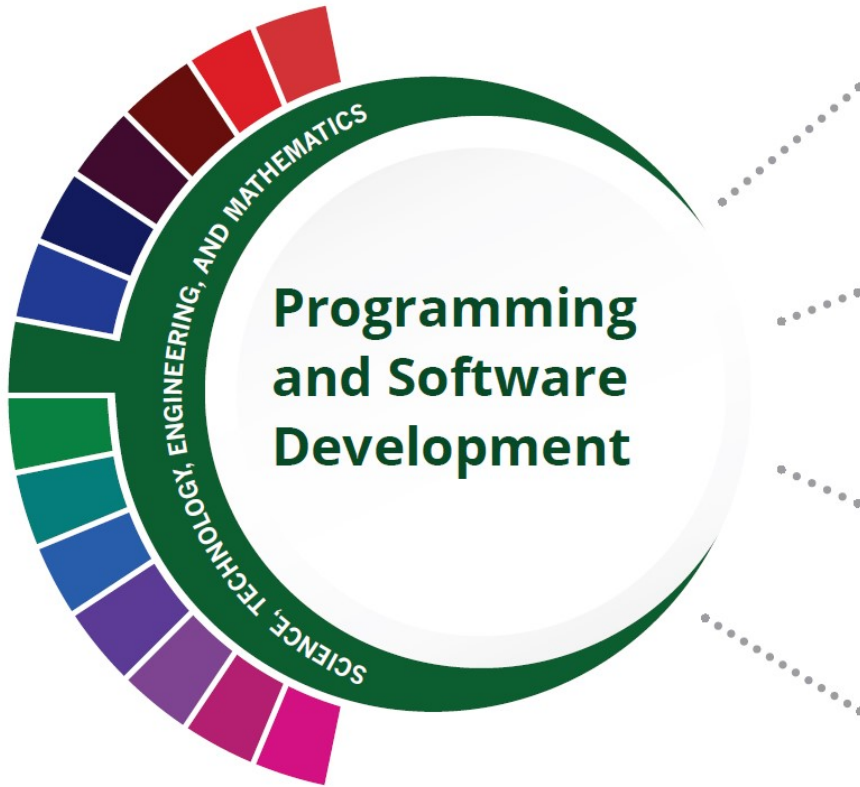 SCIENCE, TECHNOLOGY, ENGINEERING, AND MATHEMATICS
Programming
and Software
Development